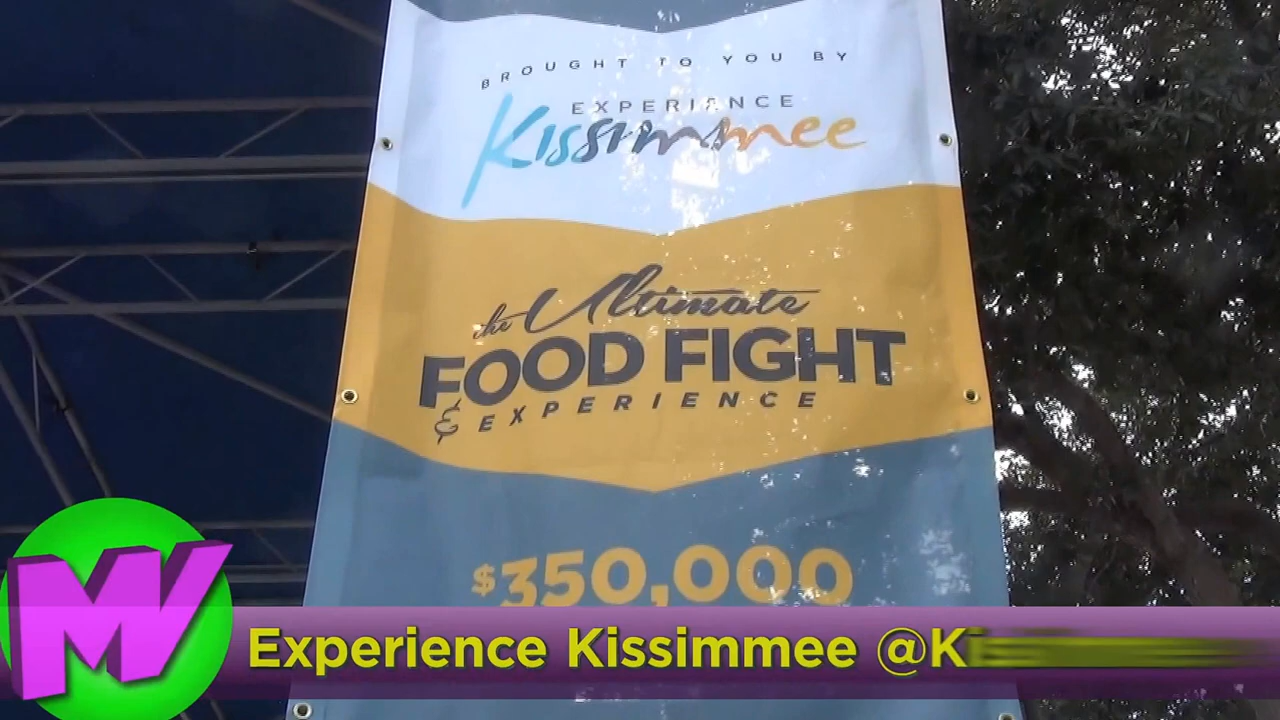 BROUGHT TO YOU BY
EXPERIENCE
Kissimmee
the Ultimate
FOOD FIGHT
& EXPERIENCE
$350,000
MV
Experience Kissimmee @K